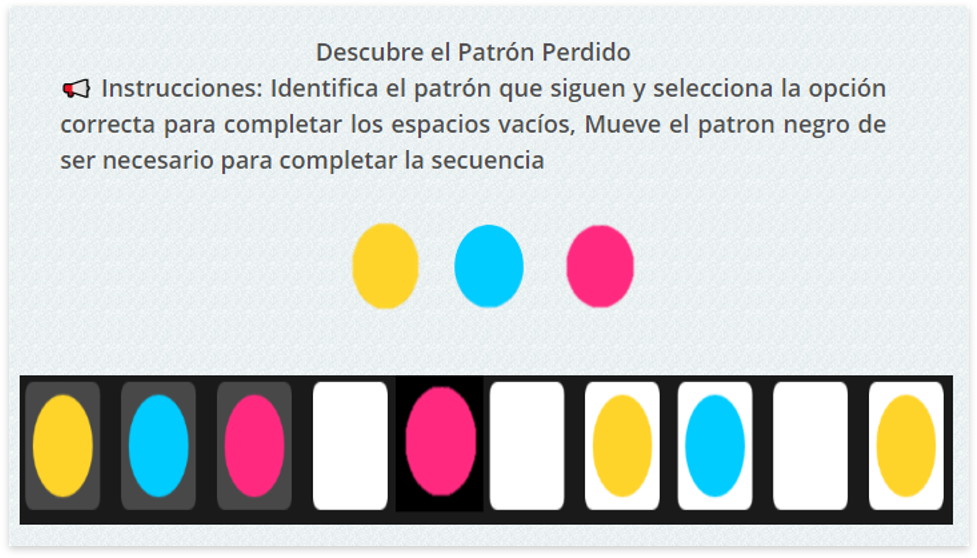 Descubre el Patrón Perdido
Instrucciones: Identifica el patrón que siguen y selecciona la opción
correcta para completar los espacios vacíos, Mueve el patron negro de
ser necesario para completar la secuencia